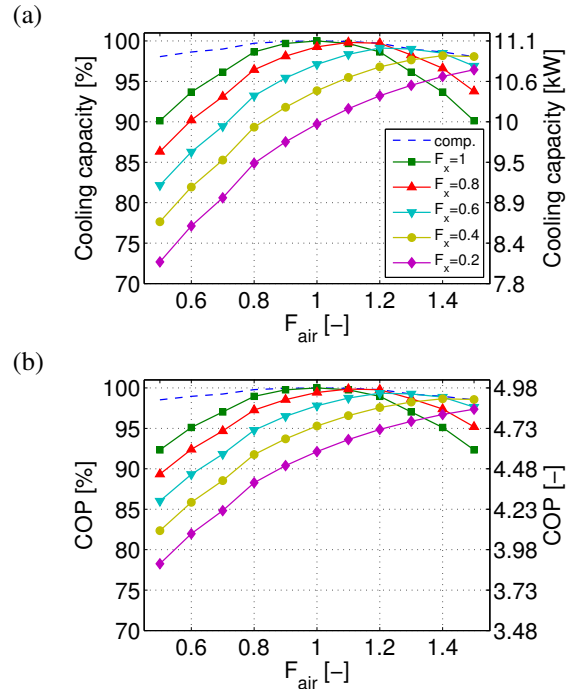 (a)
Cooling capacity [%]
100
95
90
85
80
75
70
11.1
10.6
10
9.5
8.9
8.4
7.8
Cooling capacity [kW]
comp.
F_x=1
F_x=0.8
F_x=0.6
F_x=0.4
F_x=0.2
0.6 0.8 1 1.2 1.4
F_air [–]
(b)
COP [%]
100
95
90
85
80
75
70
4.98
4.73
4.48
4.23
3.98
3.73
3.48
COP [–]
0.6 0.8 1 1.2 1.4
F_air [–]